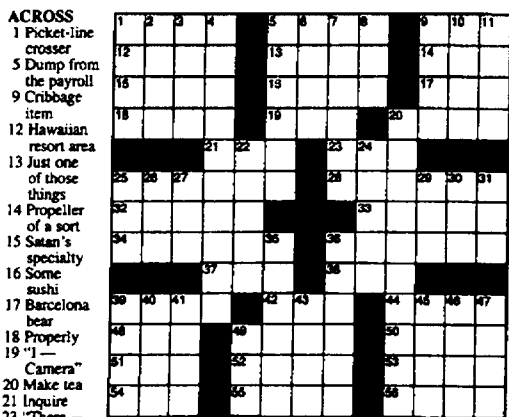 ACROSS
1 Picket-line
crosser
5 Dump from
the payroll
9 Cribbage
item
12 Hawaiian
resort area
13 Just one
of those
things
14 Propeller
of a sort
15 Satan's
specialty
16 Some
sushi
17 Barcelona
bear
18 Properly
19 "I —
Camera"
20 Make tea
21 Inquire
23 "There —
1 2 3 4 5 6 7 8 9 10 11
12 13 14
15 16 17
18 19 20
21 22 23 24
25 26 27 28 29 30 31
32 33
34 35 36
37 38
39 40 41 42 43 44 45 46 47
48 49 50
51 52 53
54 55 56